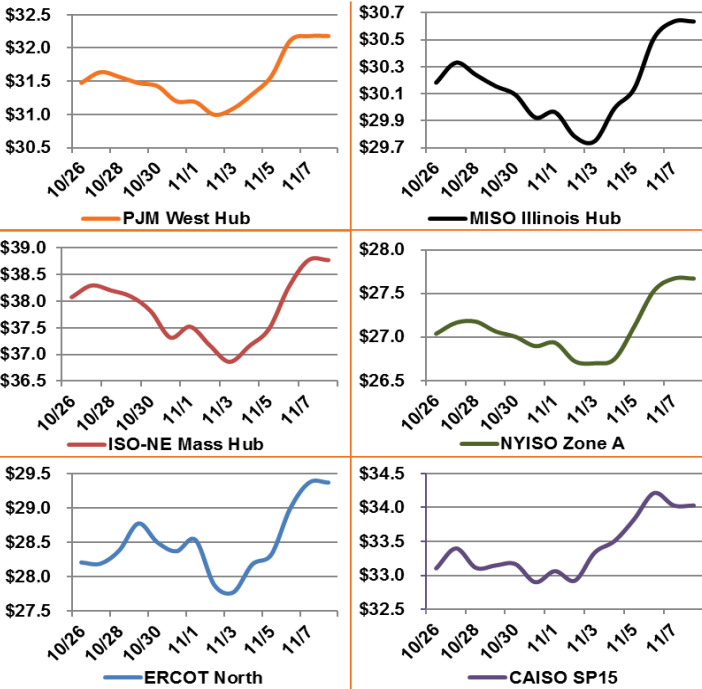 $32.5
$32.0
$31.5
$31.0
$30.5
10/26 10/28 10/30 11/1 11/3 11/5 11/7
PJM West Hub
$30.7
$30.5
$30.3
$30.1
$29.9
$29.7
10/26 10/28 10/30 11/1 11/3 11/5 11/7
MISO Illinois Hub
$39.0
$38.5
$38.0
$37.5
$37.0
$36.5
10/26 10/28 10/30 11/1 11/3 11/5 11/7
ISO-NE Mass Hub
$28.0
$27.5
$27.0
$26.5
10/26 10/28 10/30 11/1 11/3 11/5 11/7
NYISO Zone A
$29.5
$29.0
$28.5
$28.0
$27.5
10/26 10/28 10/30 11/1 11/3 11/5 11/7
ERCOT North
$34.5
$34.0
$33.5
$33.0
$32.5
10/26 10/28 10/30 11/1 11/3 11/5 11/7
CAISO SP15